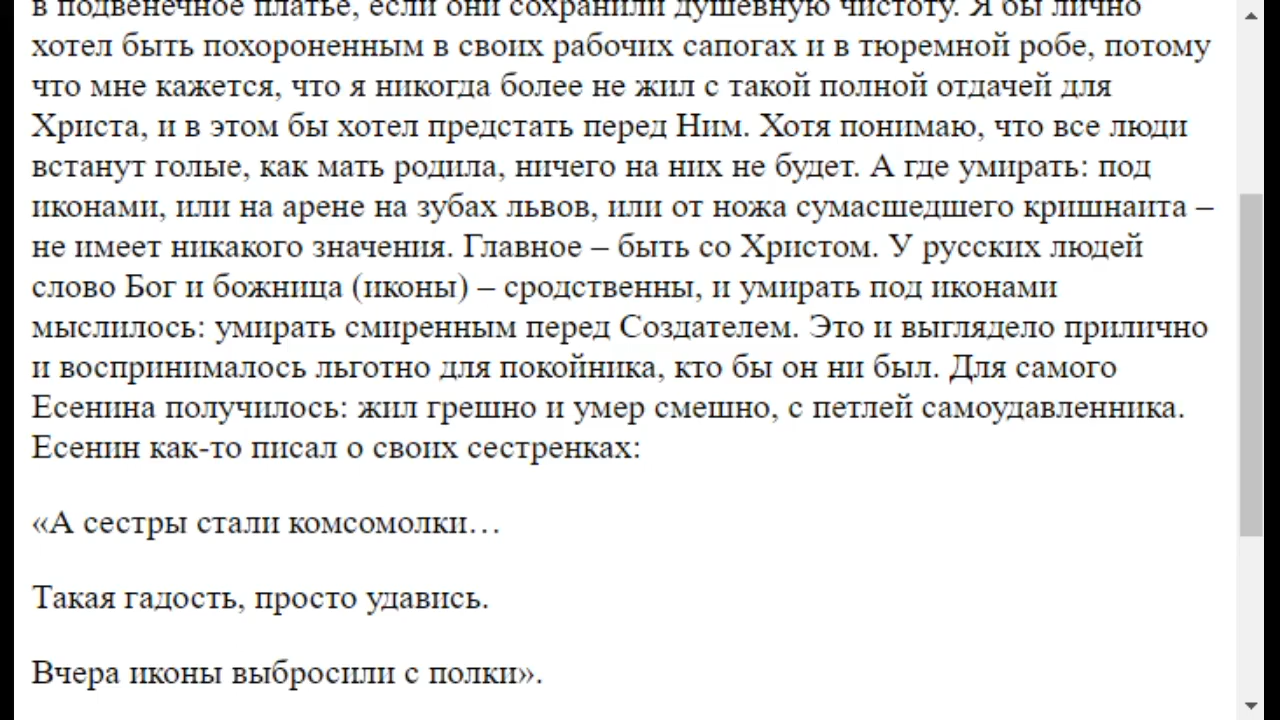 в подвенечное платье, если они сохранили душевную чистоту. Я бы лично
хотел быть похороненным в своих рабочих сапогах и в тюремной робе, потому
что мне кажется, что я никогда более не жил с такой полной отдачей для
Христа, и в этом бы хотел предстать перед Ним. Хотя понимаю, что все люди
встанут голые, как мать родила, ничего на них не будет. А где умирать: под
иконами, или на арене на зубах львов, или от ножа сумасшедшего кришнаита –
не имеет никакого значения. Главное – быть со Христом. У русских людей
слово Бог и божница (иконы) – сродственны, и умирать под иконами
мыслилось: умирать смиренным перед Создателем. Это и выглядело прилично
и воспринималось льготно для покойника, кто бы он ни был. Для самого
Есенина получилось: жил грешно и умер смешно, с петлей самоудавленника.
Есенин как-то писал о своих сестренках:
«А сестры стали комсомолки…
Такая гадость, просто удавись.
Вчера иконы выбросили с полки».